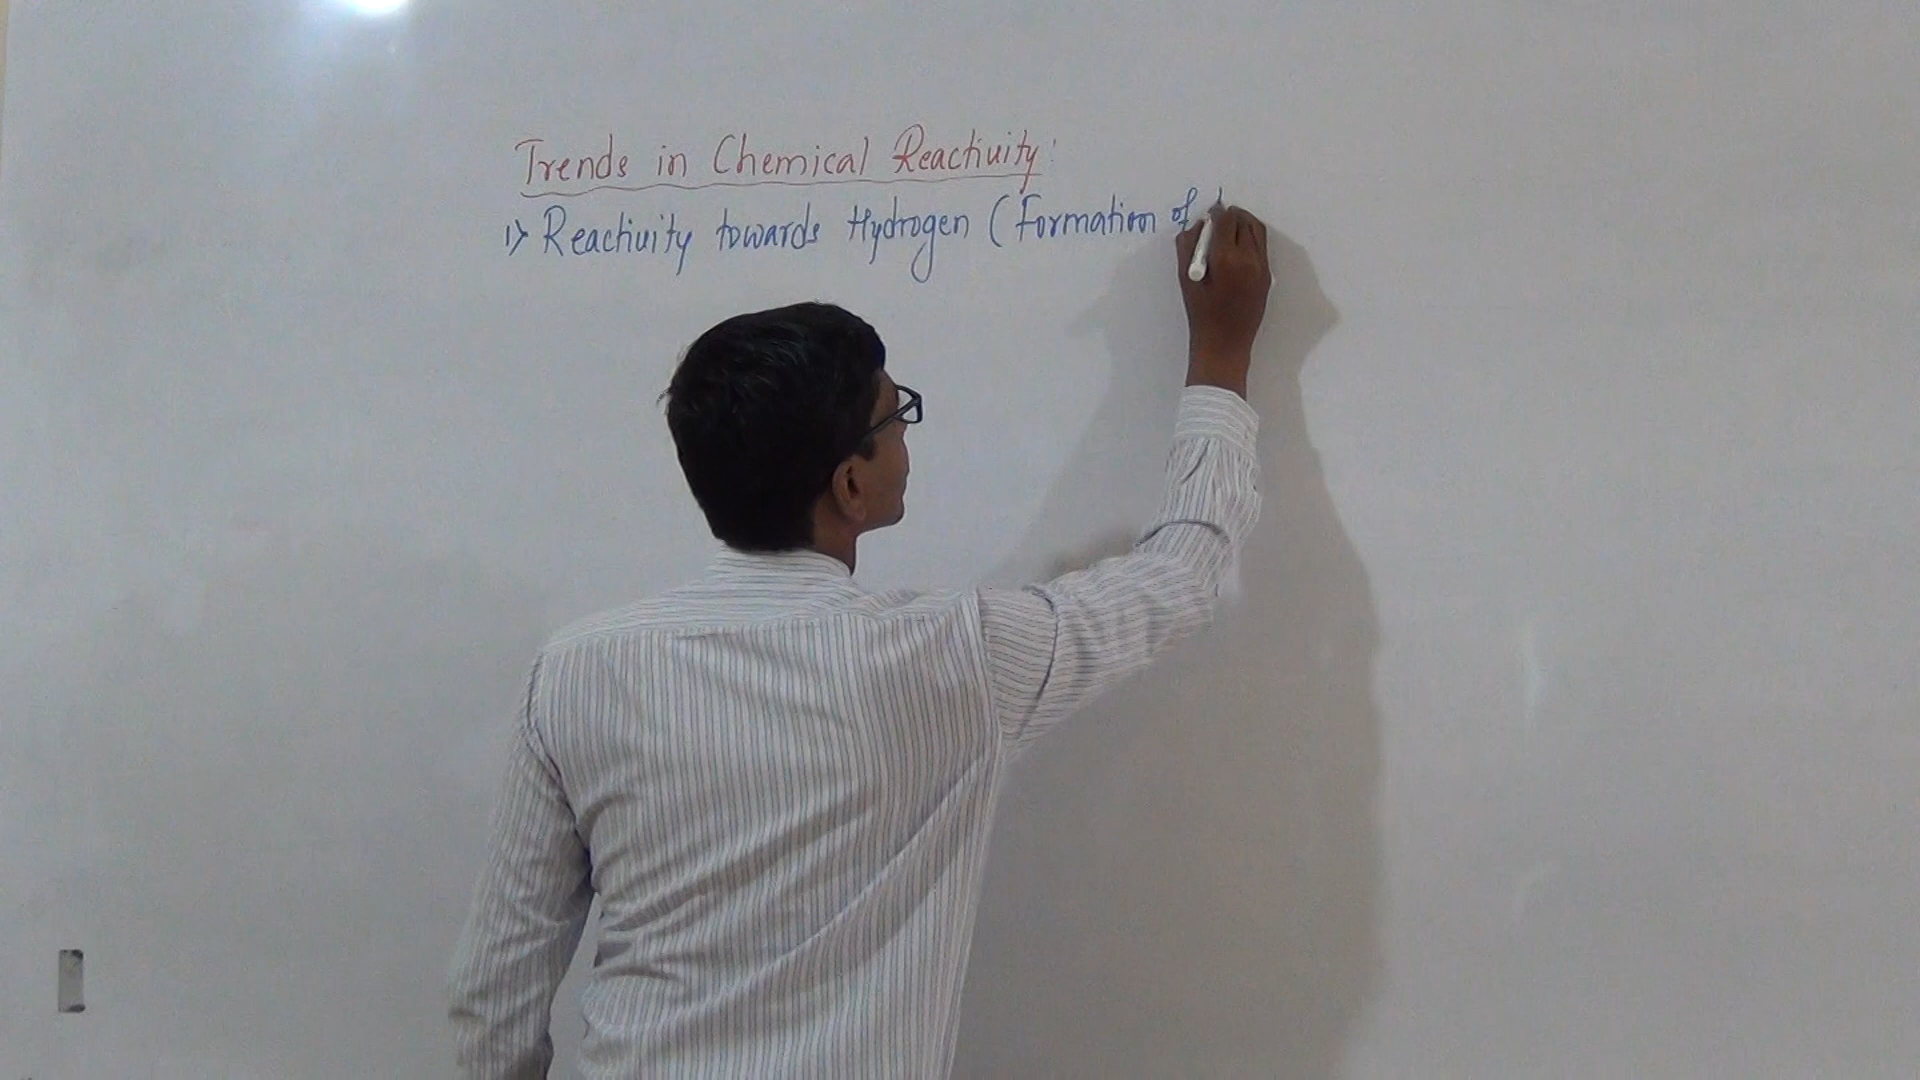 Trends in Chemical Reactivity:
1> Reactivity towards Hydrogen (Formation of